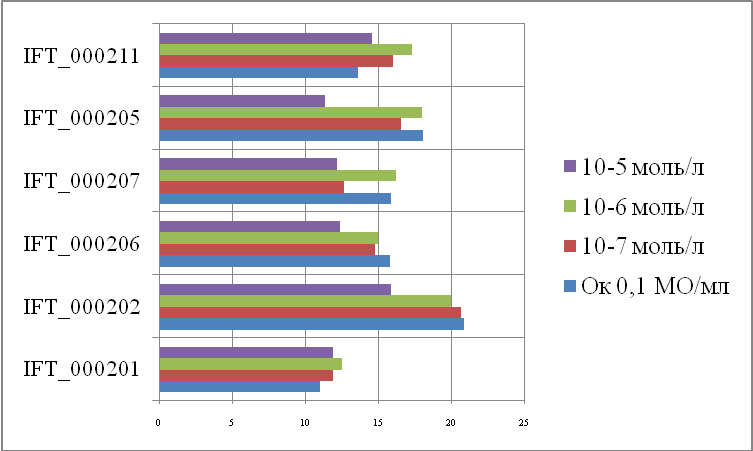 IFT_000211
IFT_000205
IFT_000207
IFT_000206
IFT_000202
IFT_000201
0 5 10 15 20 25
10-5 моль/л
10-6 моль/л
10-7 моль/л
Ок 0,1 МО/мл